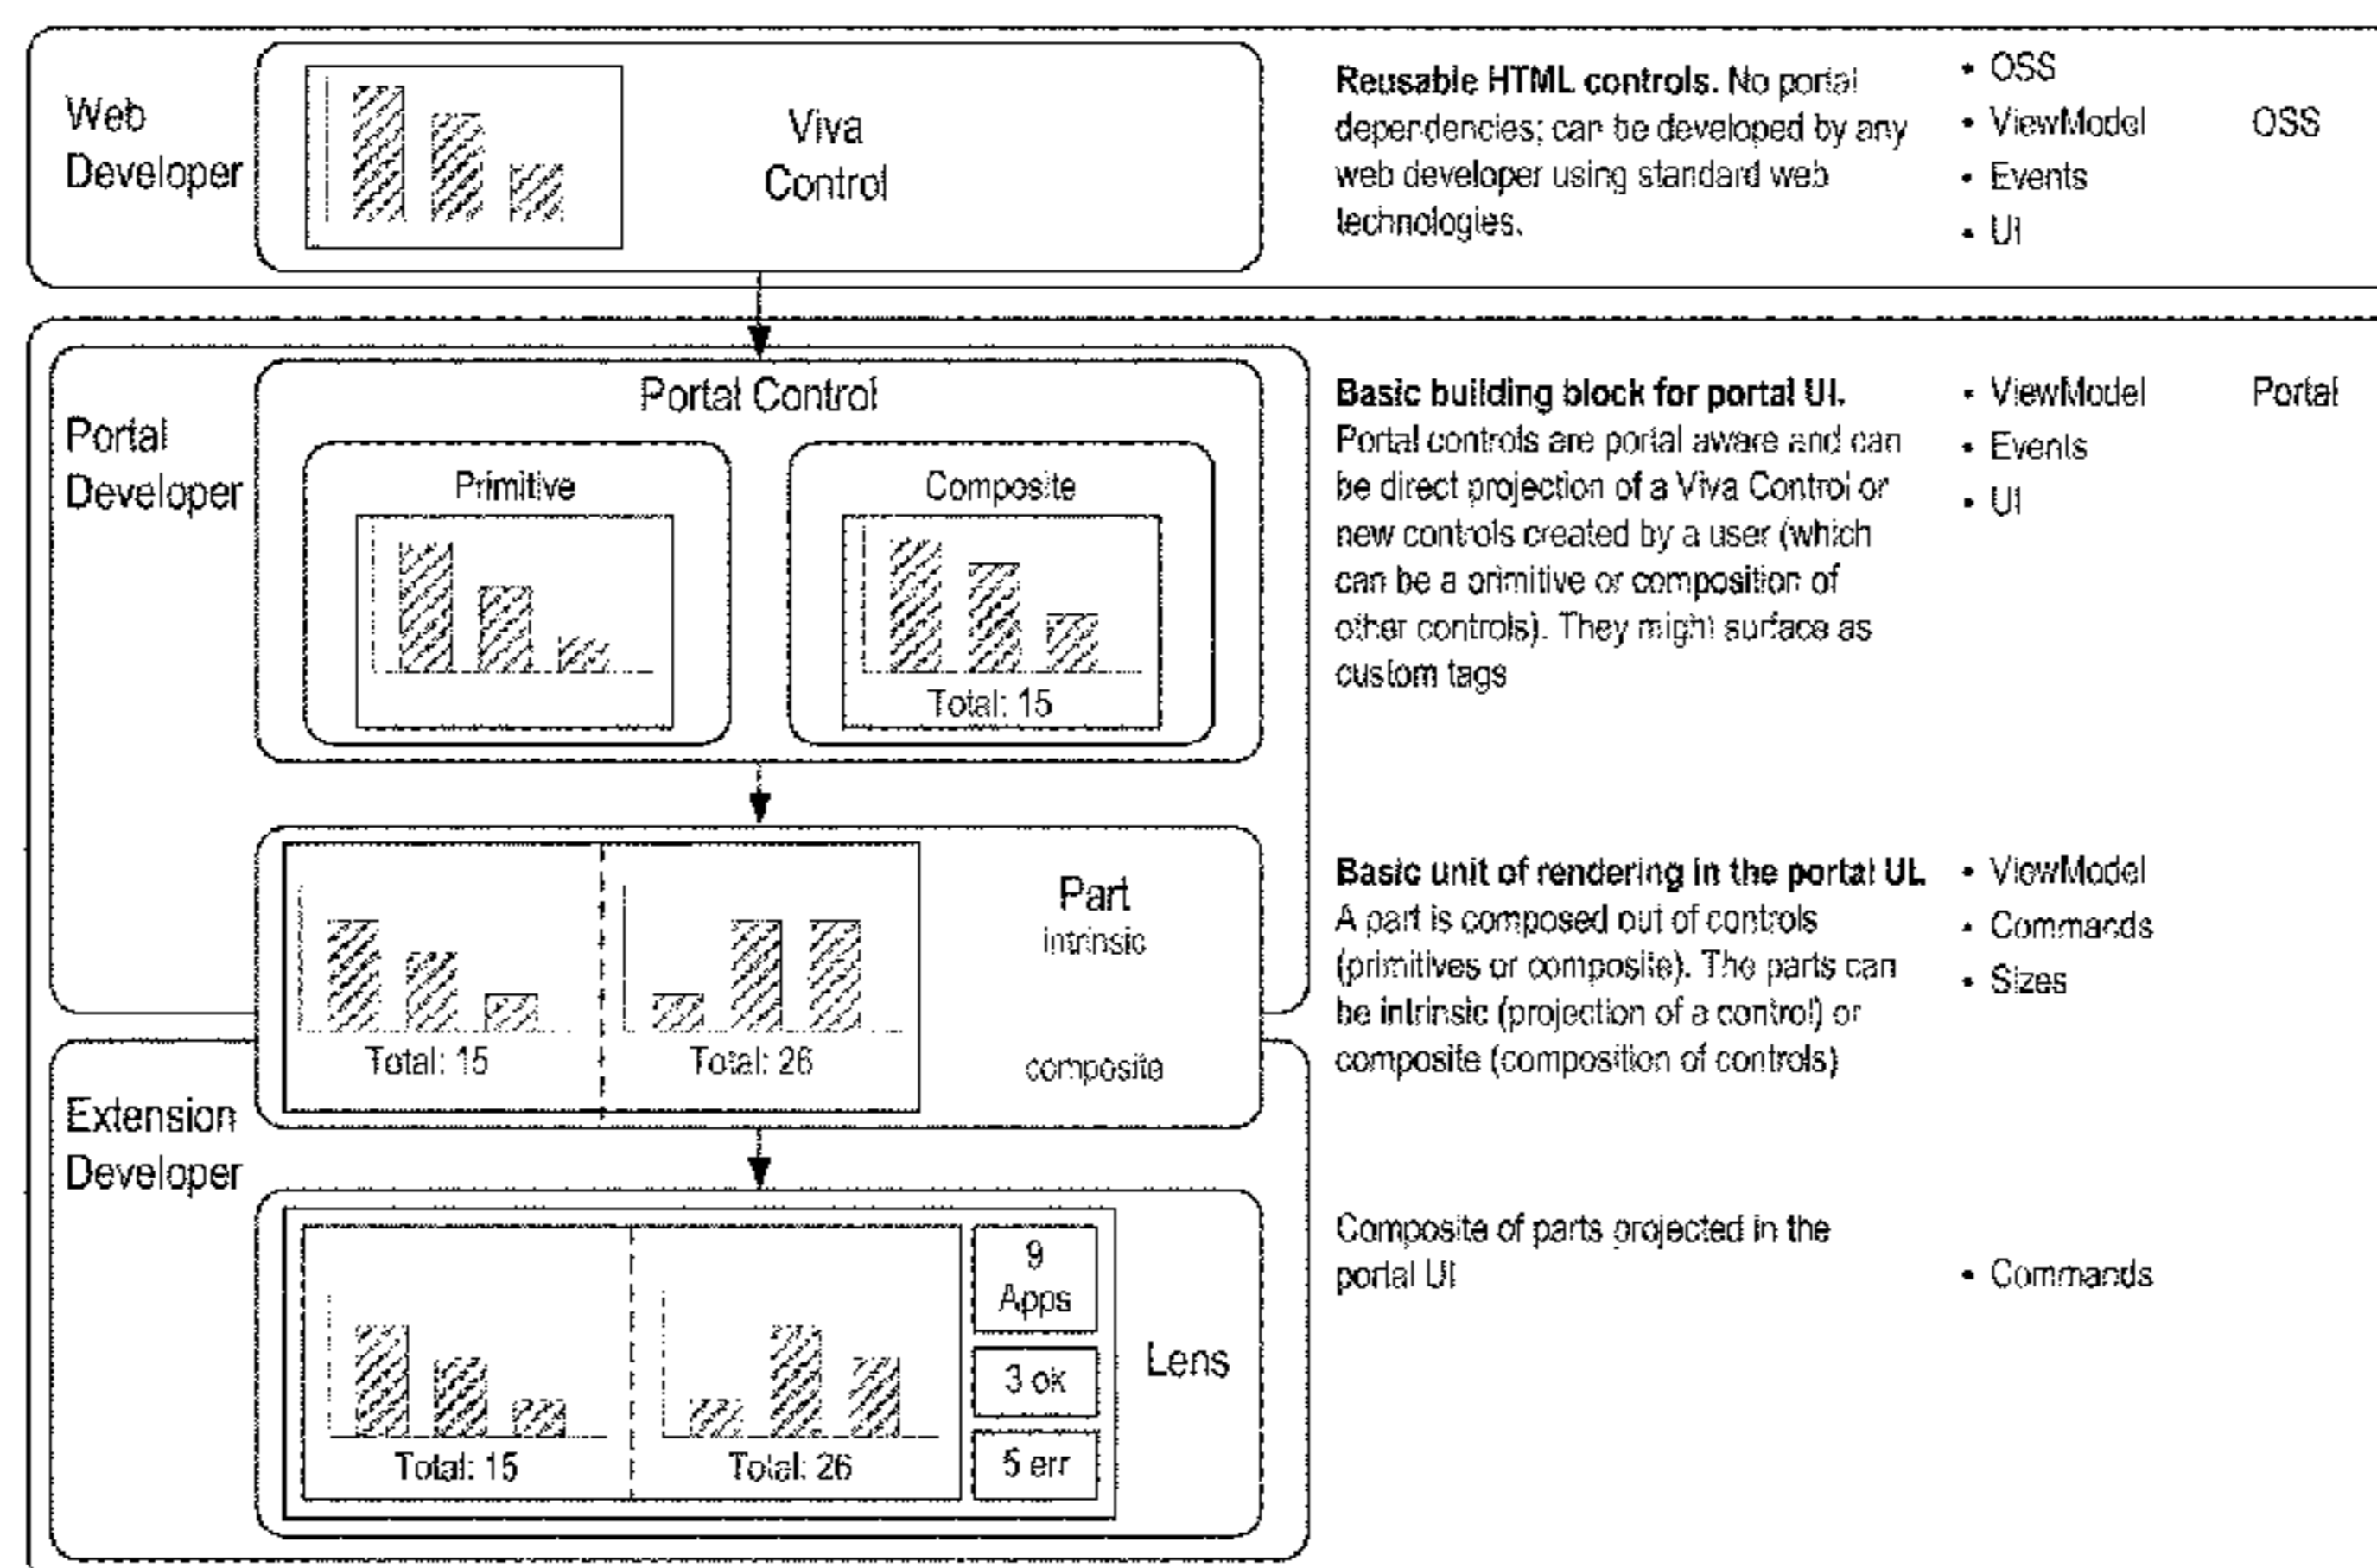 Web
Developer
Viva
Control
Reusable HTML controls. No portal
dependencies; can be developed by any
web developer using standard web
technologies.
• OSS
• ViewModel
• Events
• UI
OSS
Portal
Developer
Portal Control
Primitive
Composite
Total: 15
Basic building block for portal UI.
Portal controls are portal aware and can
be direct projection of a Viva Control or
new controls created by a user (which
can be a primitive or composition of
other controls). They might surface as
custom tags
• ViewModel
• Events
• UI
Portal
Part
intrinsic
composite
Total: 15
Total: 26
Basic unit of rendering in the portal UI.
A part is composed out of controls
(primitives or composite). The parts can
be intrinsic (projection of a control) or
composite (composition of controls)
• ViewModel
• Commands
• Sizes
Extension
Developer
9
Apps
3 ok
5 err
Total: 15
Total: 26
Lens
Composite of parts projected in the
portal UI
• Commands